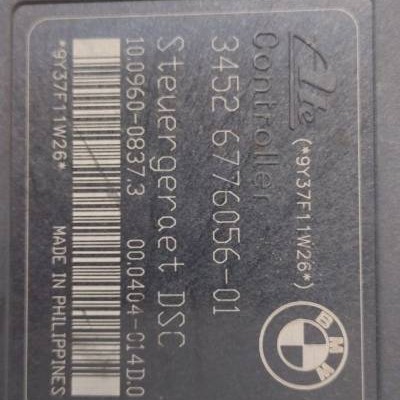 Ate (*9Y37F11W26*)
Controller
3452 6776056-01
Steuergeraet DSC
10.0960-0837.3 00.0404-C14D.0
*9Y37F11W26* MADE IN PHILIPPINES
BMW